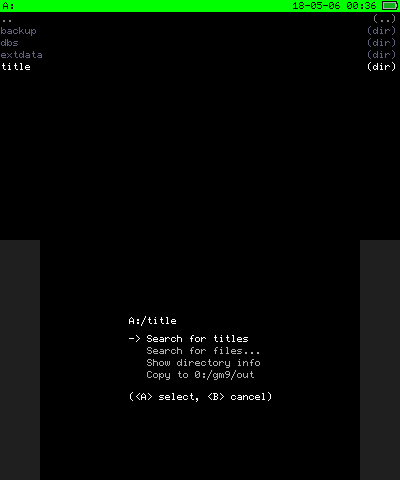 A: 18-05-06 00:36
.. (..)
backup (dir)
dbs (dir)
extdata (dir)
title (dir)
A:/title
-> Search for titles
Search for files...
Show directory info
Copy to 0:/gm9/out
(<A> select, <B> cancel)